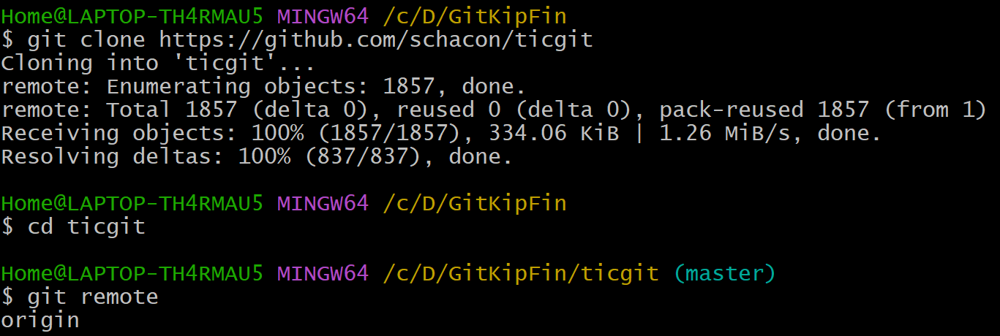 Home@LAPTOP-TH4RMAU5 MINGW64 /c/D/GitKipFin
$ git clone https://github.com/schacon/ticgit
Cloning into 'ticgit'...
remote: Enumerating objects: 1857, done.
remote: Total 1857 (delta 0), reused 0 (delta 0), pack-reused 1857 (from 1)
Receiving objects: 100% (1857/1857), 334.06 KiB | 1.26 MiB/s, done.
Resolving deltas: 100% (837/837), done.
Home@LAPTOP-TH4RMAU5 MINGW64 /c/D/GitKipFin
$ cd ticgit
Home@LAPTOP-TH4RMAU5 MINGW64 /c/D/GitKipFin/ticgit (master)
$ git remote
origin